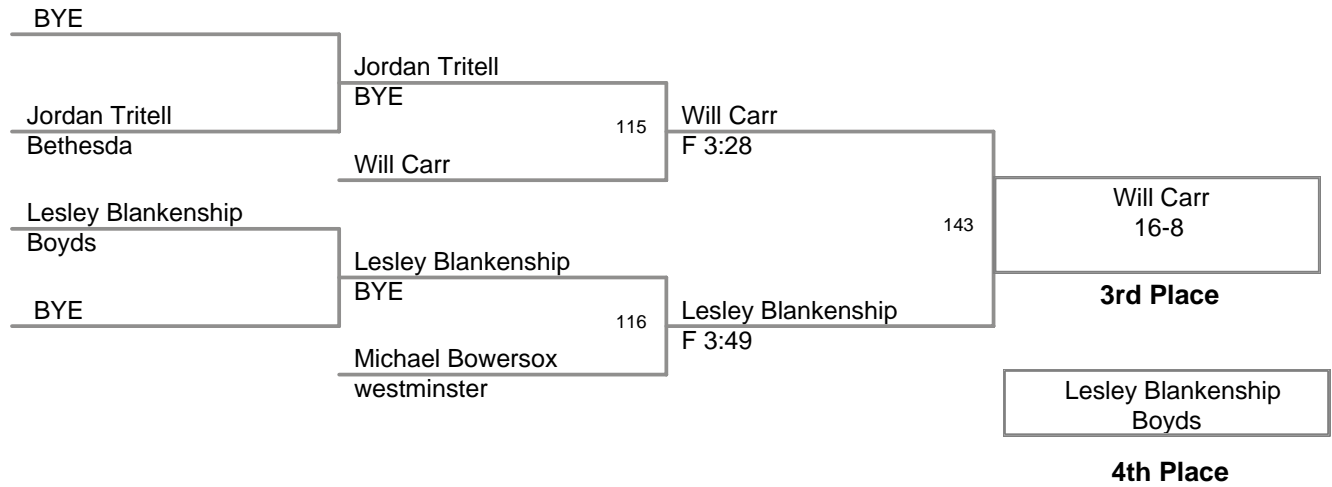 BYE
Jordan Tritell
BYE
Jordan Tritell
Bethesda
115
Will Carr
F 3:28
Will Carr
Lesley Blankenship
Boyds
143
Will Carr
16-8
Lesley Blankenship
BYE
3rd Place
BYE
116
Lesley Blankenship
F 3:49
Michael Bowersox
westminster
Lesley Blankenship
Boyds
4th Place